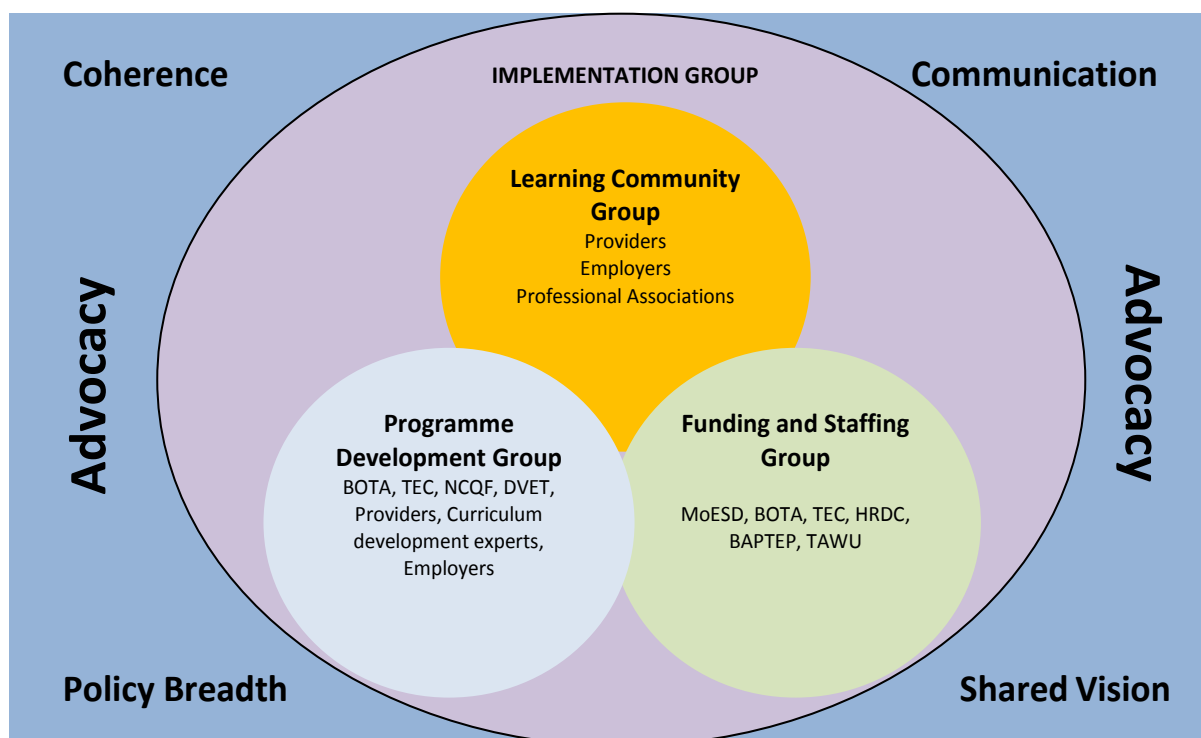 Coherence
IMPLEMENTATION GROUP
Communication
Learning Community
Group
Providers
Employers
Professional Associations
Advocacy
Advocacy
Programme
Development Group
BOTA, TEC, NCQF, DVET,
Providers, Curriculum
development experts,
Employers
Funding and Staffing
Group
MoESD, BOTA, TEC, HRDC,
BAPTEP, TAWU
Policy Breadth
Shared Vision